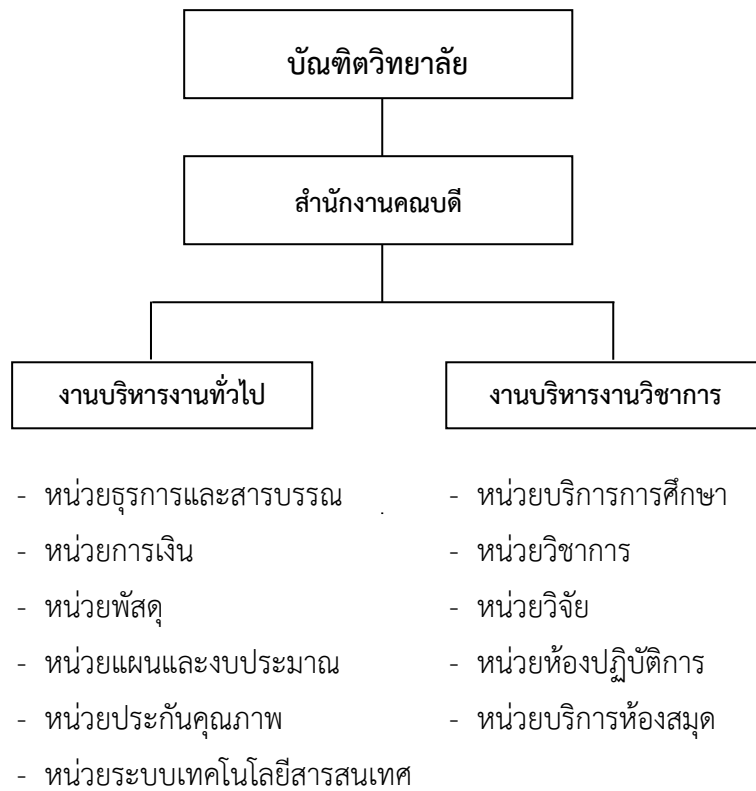 บัณฑิตวิทยาลัย
สำนักงานคณบดี
งานบริหารงานทั่วไป
- หน่วยธุรการและสารบรรณ
- หน่วยการเงิน
- หน่วยพัสดุ
- หน่วยแผนและงบประมาณ
- หน่วยประกันคุณภาพ
- หน่วยระบบเทคโนโลยีสารสนเทศ
งานบริหารงานวิชาการ
- หน่วยบริการการศึกษา
- หน่วยวิชาการ
- หน่วยวิจัย
- หน่วยห้องปฏิบัติการ
- หน่วยบริการห้องสมุด